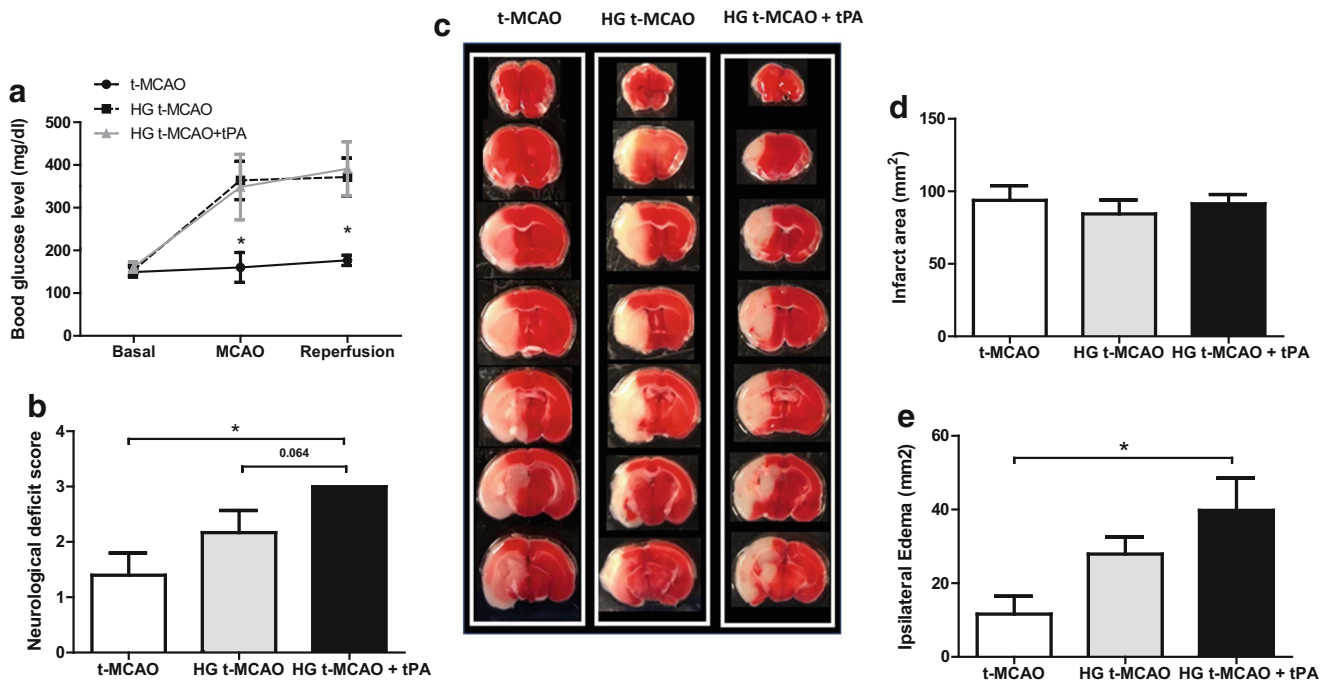 a
t-MCAO
HG t-MCAO
HG t-MCAO+tPA
Bood glucose level (mg/dl)
500
400
300
200
100
0
*
*
Basal MCAO Reperfusion
b
Neurological deficit score
4
3
2
1
0
*
0.064
t-MCAO HG t-MCAO HG t-MCAO + tPA
c
t-MCAO HG t-MCAO HG t-MCAO + tPA
d
Infarct area (mm²)
150
100
50
0
t-MCAO HG t-MCAO HG t-MCAO + tPA
e
Ipsilateral Edema (mm2)
60
40
20
0
*
t-MCAO HG t-MCAO HG t-MCAO + tPA